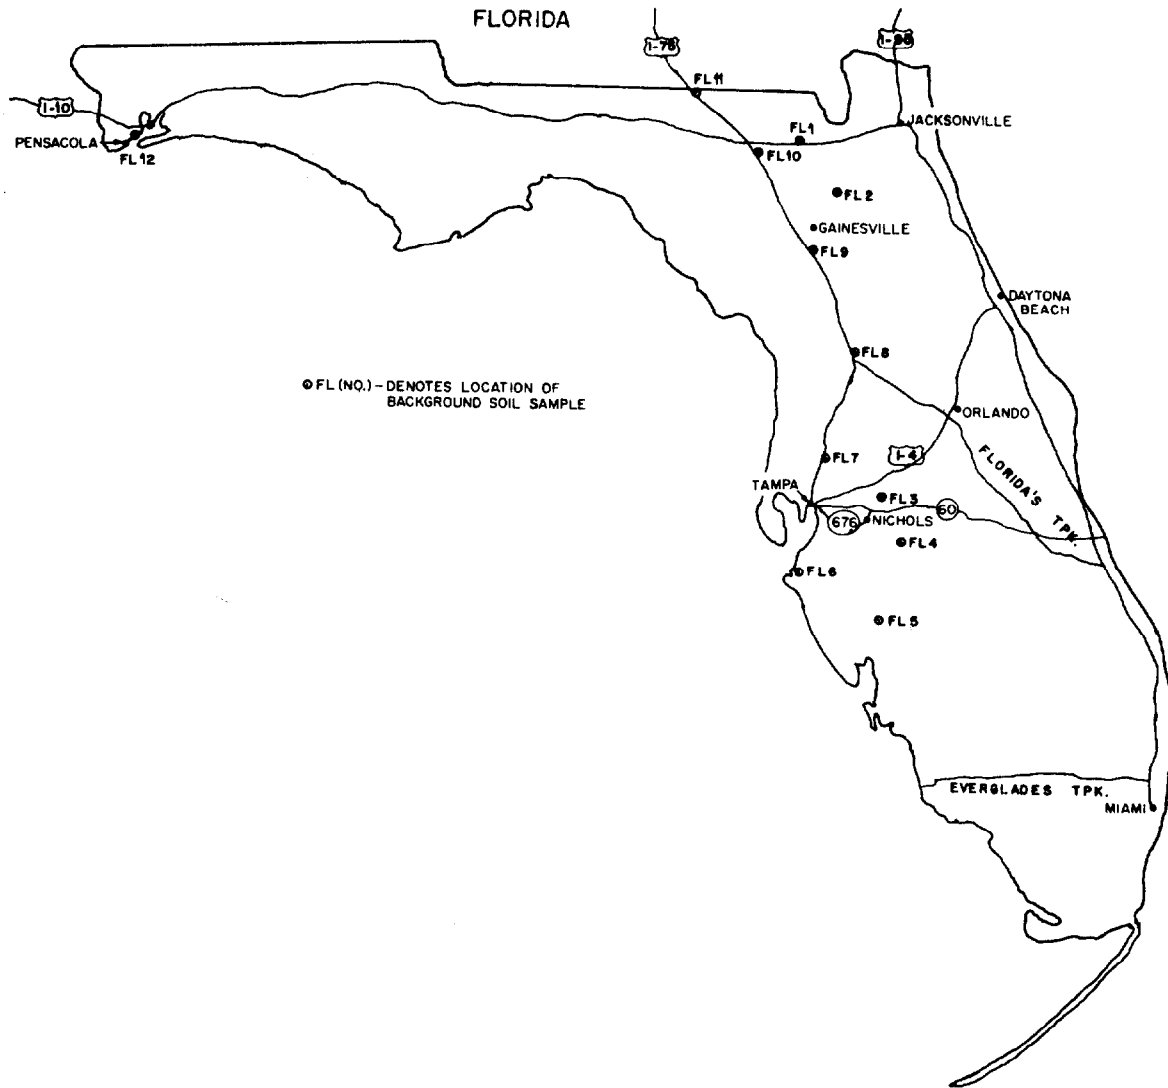 FLORIDA
I-75
I-95
FL11
I-10
PENSACOLA
FL12
FL1
JACKSONVILLE
FL10
FL2
GAINESVILLE
FL9
DAYTONA
BEACH
FL8
FL(NO.)-DENOTES LOCATION OF
BACKGROUND SOIL SAMPLE
ORLANDO
FL7
I-4
FLORIDA'S TPK.
TAMPA
FL3
60
676
NICHOLS
FL4
FL6
FL5
EVERGLADES TPK.
MIAMI